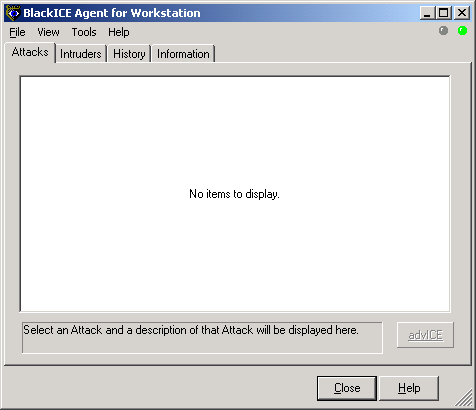 BlackICE Agent for Workstation
File View Tools Help
Attacks Intruders History Information
No items to display.
Select an Attack and a description of that Attack will be displayed here.
advICE
Close Help